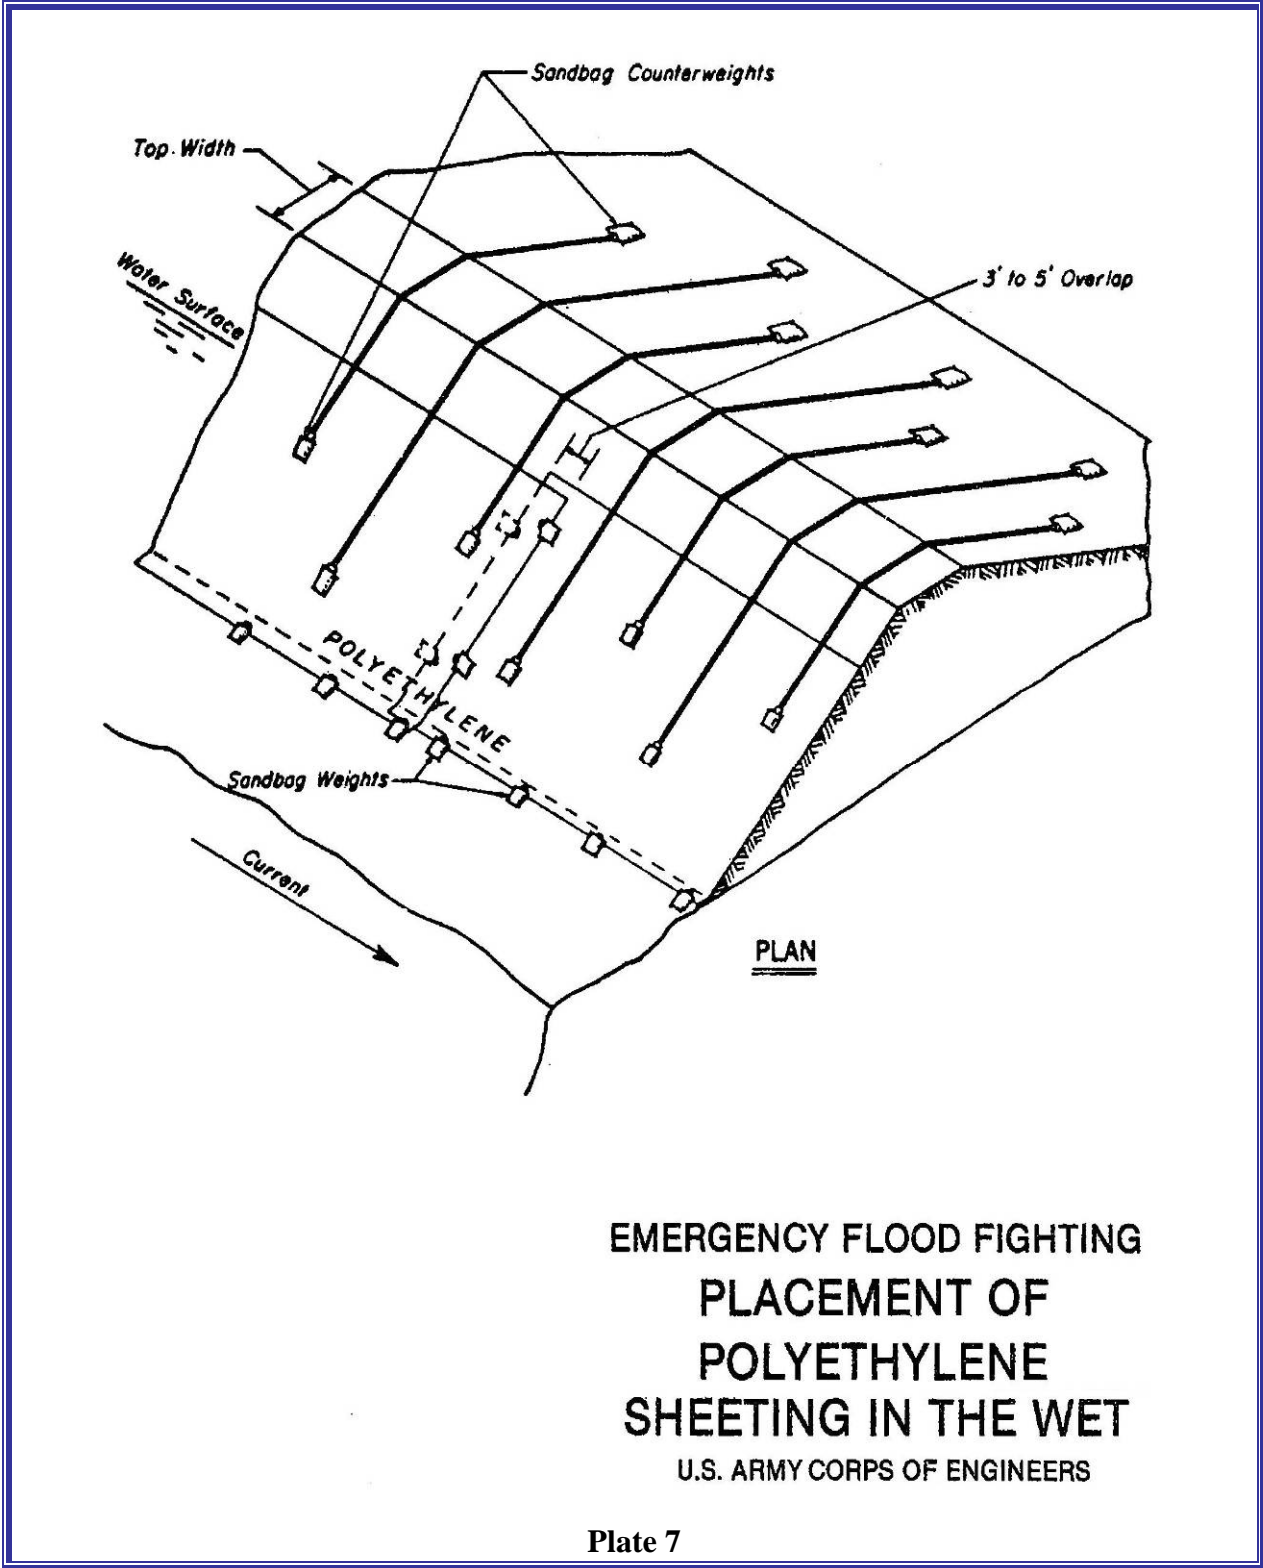 Sandbag Counterweights
Top Width
Water Surface
3' to 5' Overlap
POLYETHYLENE
Sandbag Weights
Current
PLAN
EMERGENCY FLOOD FIGHTING
PLACEMENT OF
POLYETHYLENE
SHEETING IN THE WET
U.S. ARMY CORPS OF ENGINEERS
Plate 7